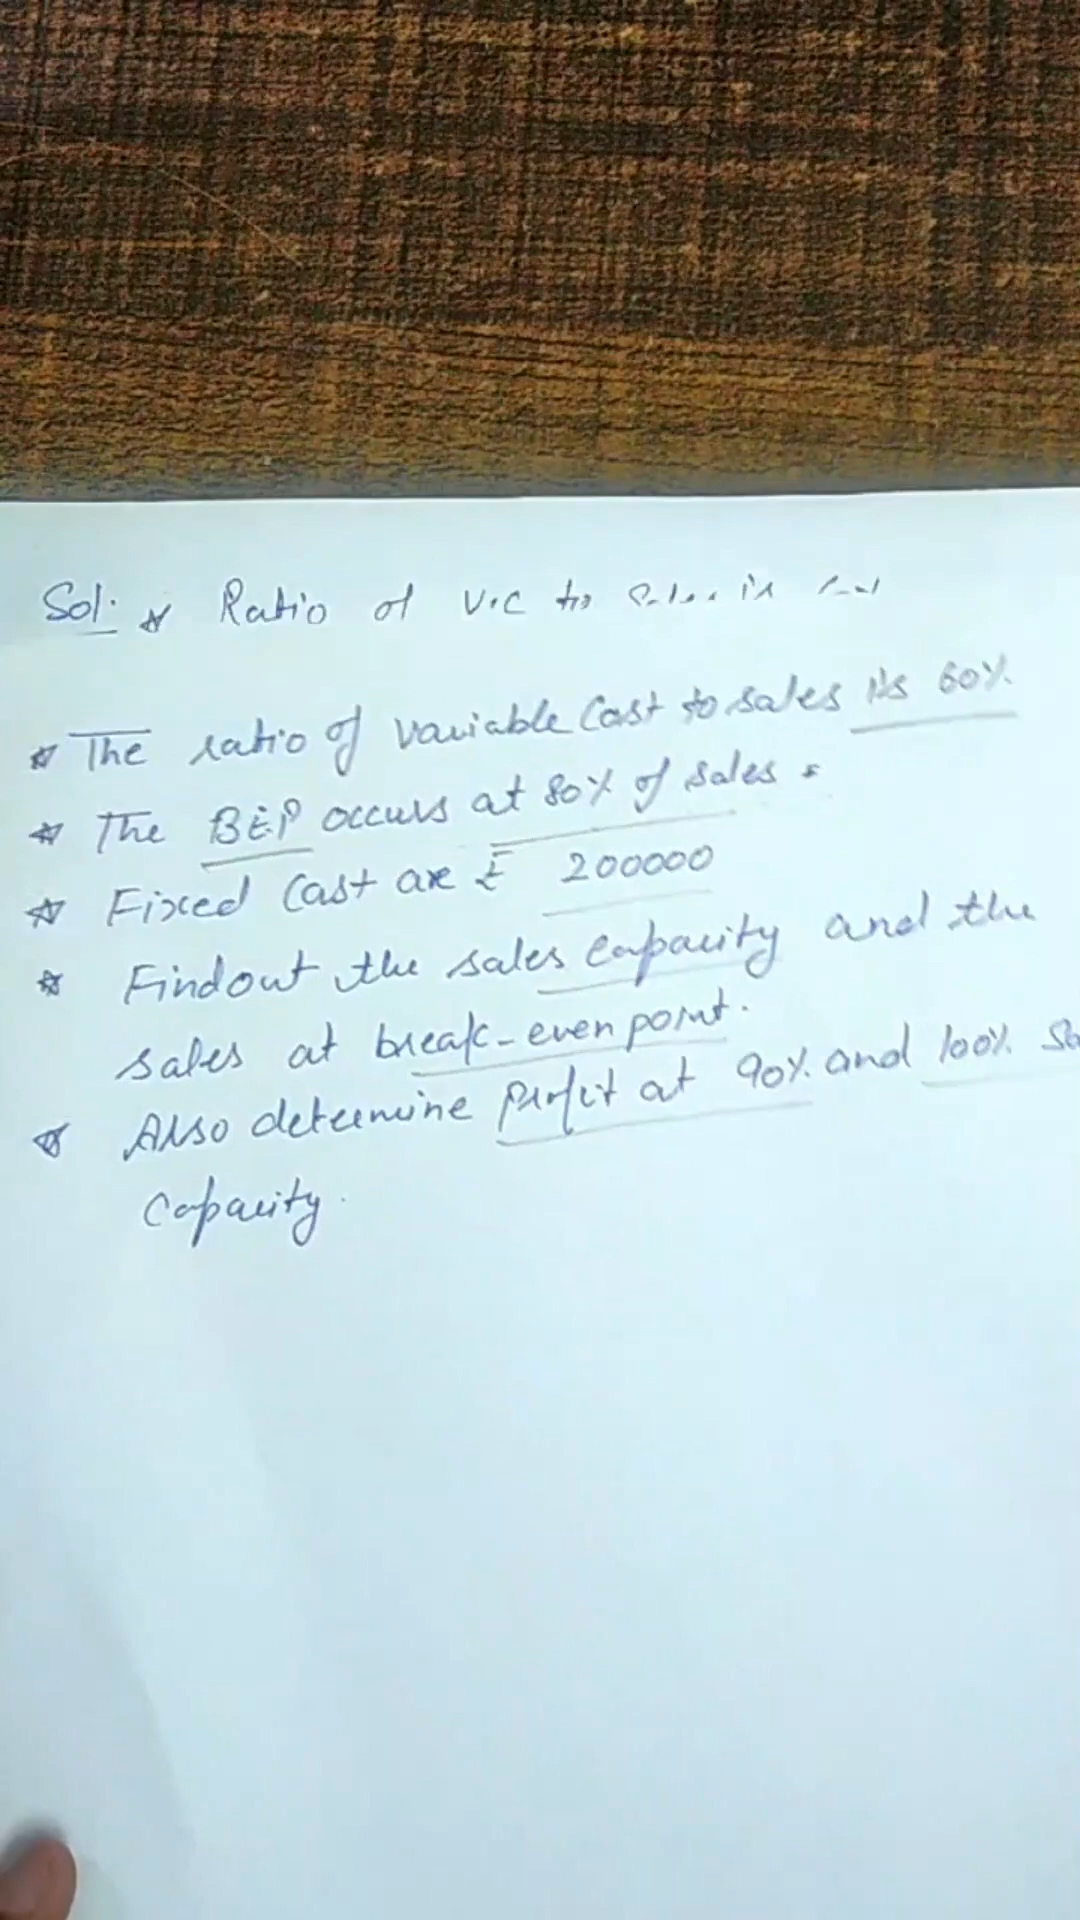 Sol: Ratio of V.C to
The ratio of variable Cost to sales is 60%
The BEP occurs at 80% of sales
Fixed Cost are ₹ 200000
Findout the sales capacity and the
sales at break-even point.
Also determine profit at 90% and 100% Sa
Capacity.